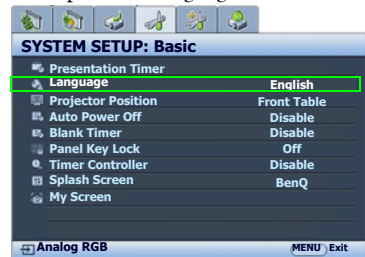 SYSTEM SETUP: Basic
Presentation Timer
Language English
Projector Position Front Table
Auto Power Off Disable
Blank Timer Disable
Panel Key Lock Off
Timer Controller Disable
Splash Screen BenQ
My Screen
Analog RGB MENU Exit